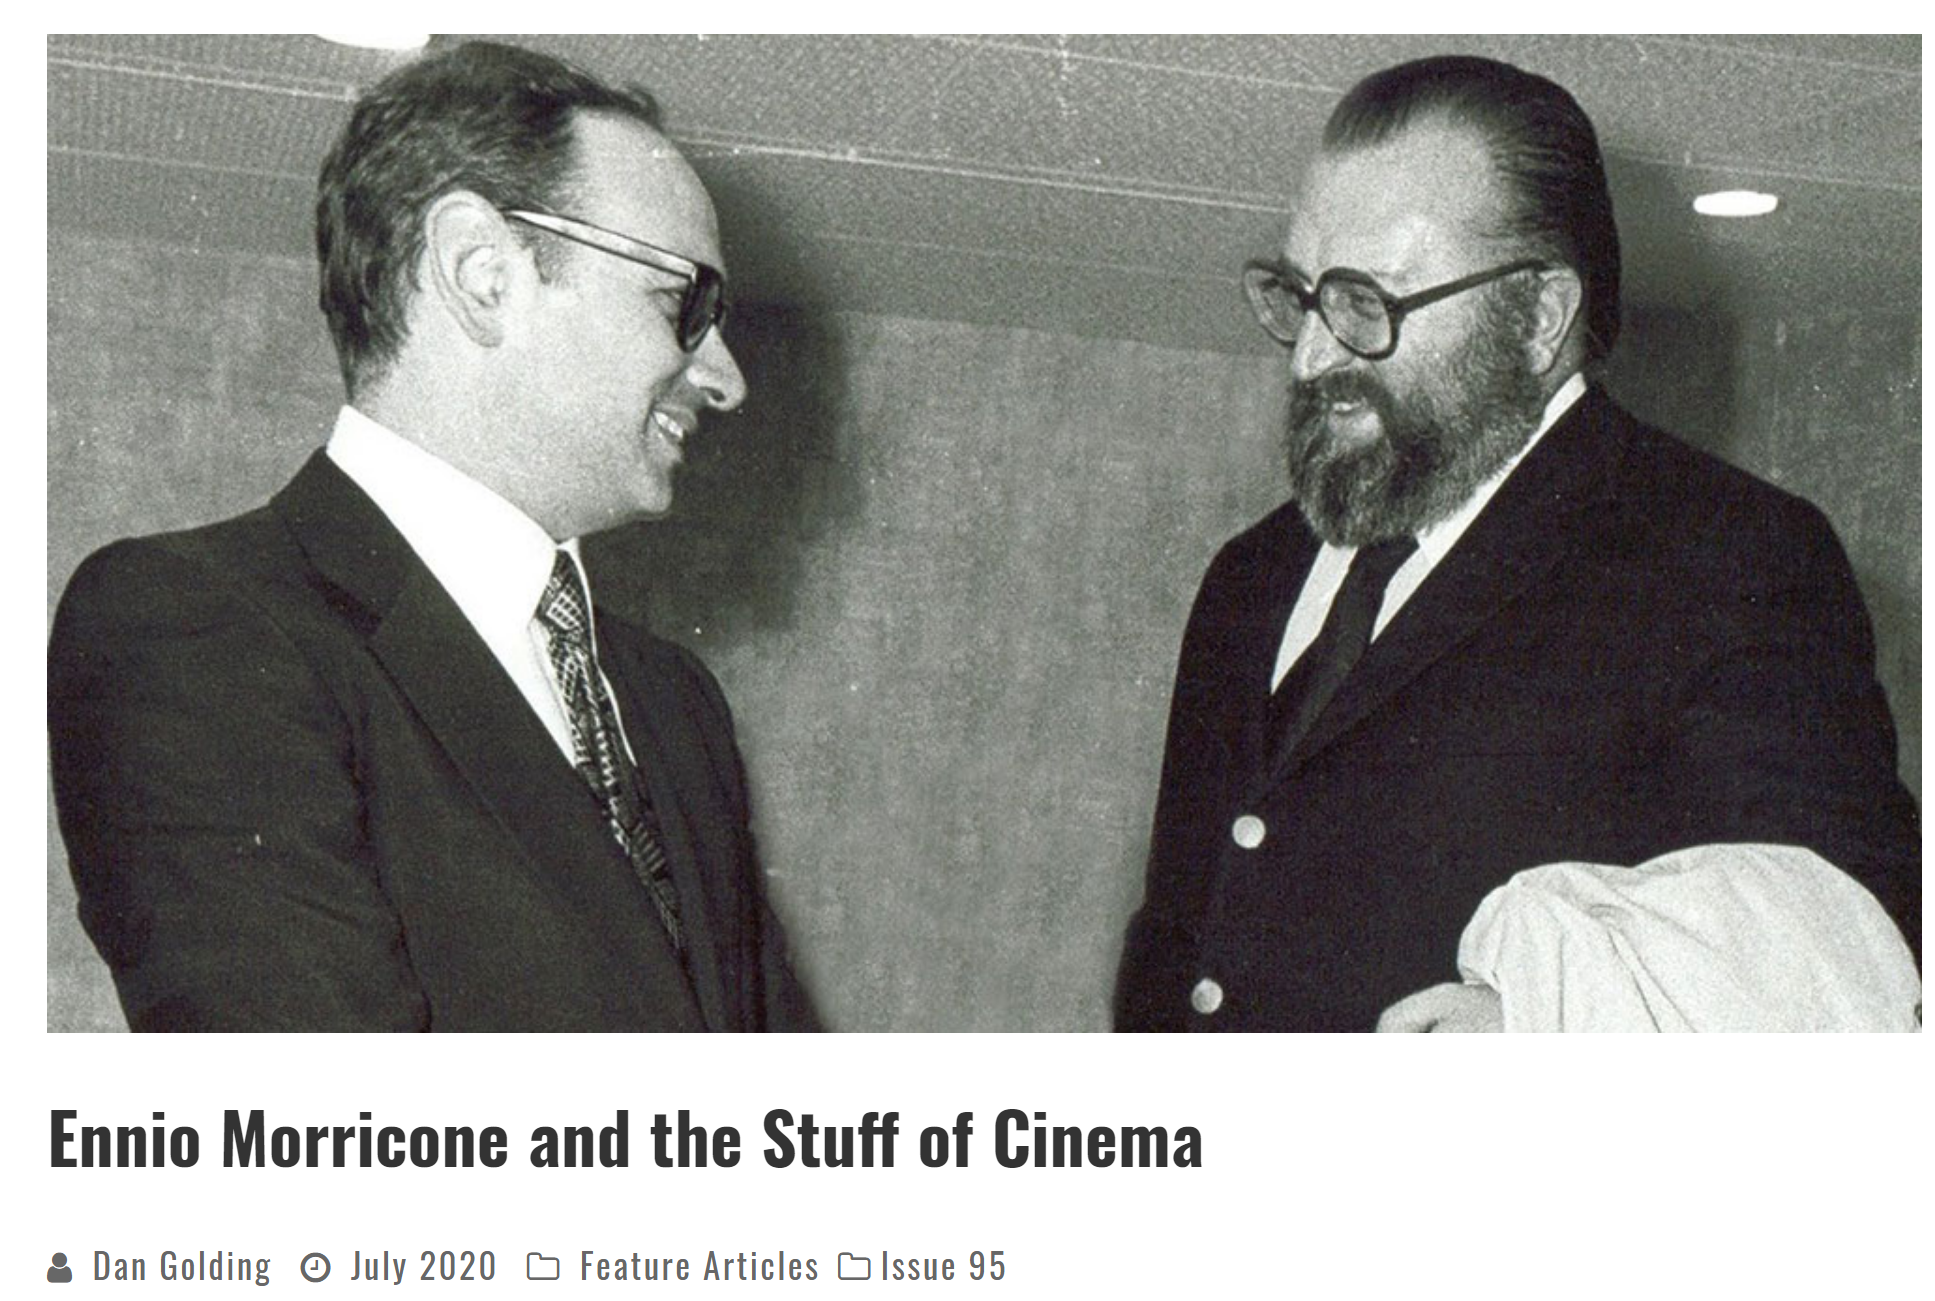 Ennio Morricone and the Stuff of Cinema
Dan Golding July 2020 Feature Articles Issue 95